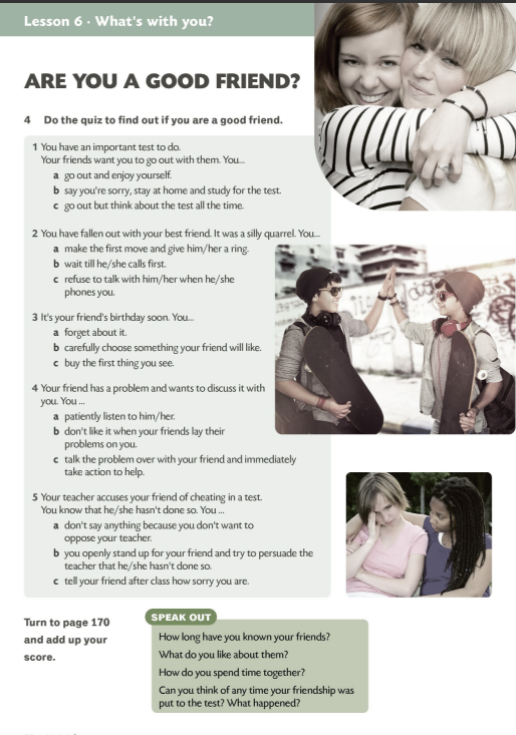 Lesson 6 · What's with you?
ARE YOU A GOOD FRIEND?
4 Do the quiz to find out if you are a good friend.
1 You have an important test to do.
Your friends want you to go out with them. You...
a go out and enjoy yourself.
b say you're sorry, stay at home and study for the test.
c go out but think about the test all the time.
2 You have fallen out with your best friend. It was a silly quarrel. You...
a make the first move and give him/her a ring.
b wait till he/she calls first.
c refuse to talk with him/her when he/she
phones you.
3 It's your friend's birthday soon. You...
a forget about it.
b carefully choose something your friend will like.
c buy the first thing you see.
4 Your friend has a problem and wants to discuss it with
you. You ...
a patiently listen to him/her.
b don't like it when your friends lay their
problems on you.
c talk the problem over with your friend and immediately
take action to help.
5 Your teacher accuses your friend of cheating in a test.
You know that he/she hasn't done so. You ...
a don't say anything because you don't want to
oppose your teacher.
b you openly stand up for your friend and try to persuade the
teacher that he/she hasn't done so.
c tell your friend after class how sorry you are.
Turn to page 170
and add up your
score.
SPEAK OUT
How long have you known your friends?
What do you like about them?
How do you spend time together?
Can you think of any time your friendship was
put to the test? What happened?